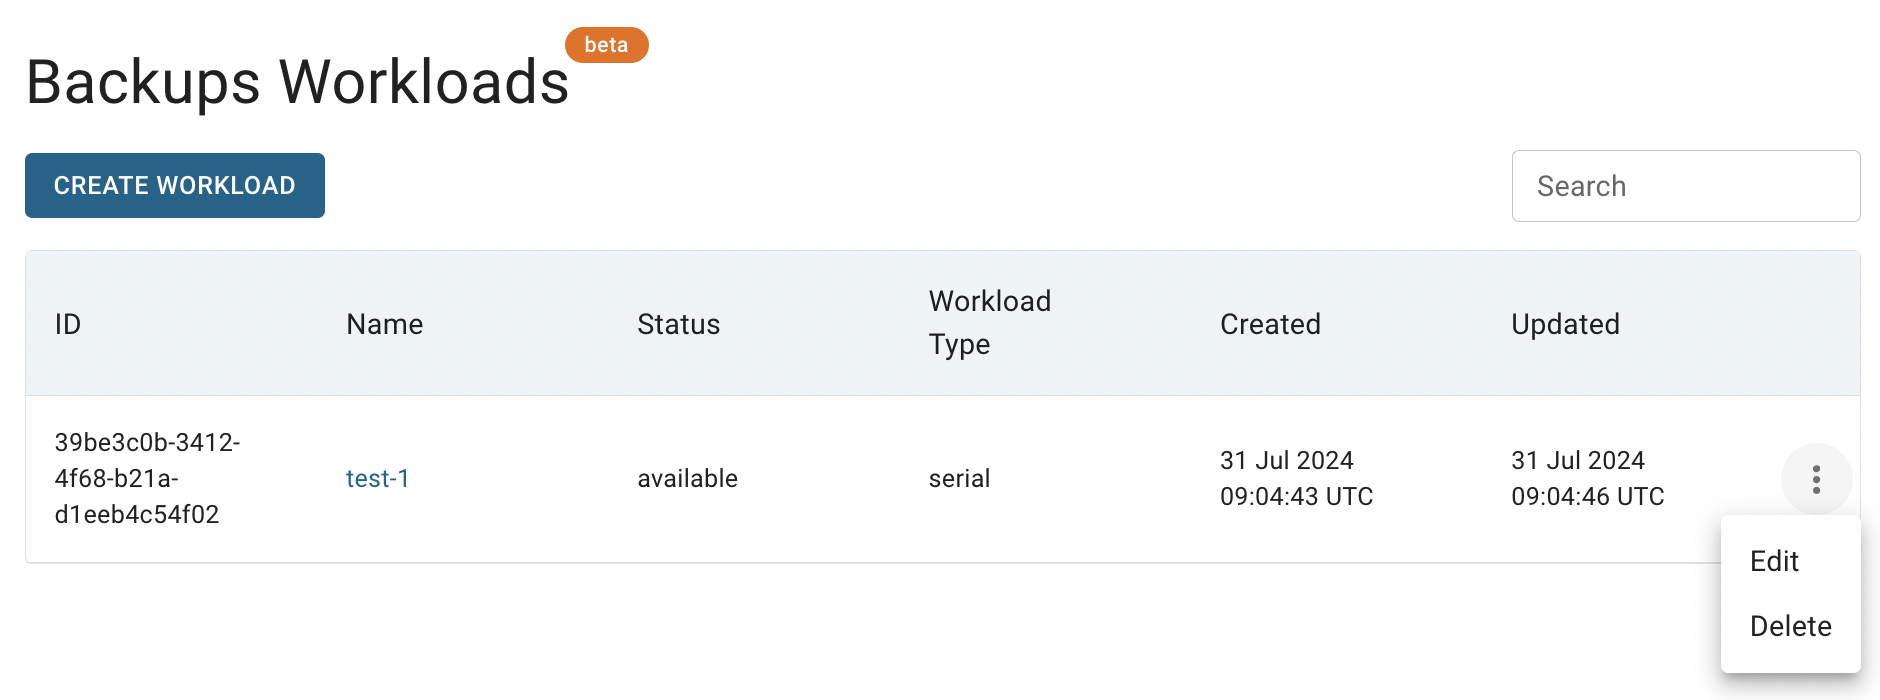 Backups Workloads
beta
CREATE WORKLOAD
Search
ID
Name
Status
Workload
Type
Created
Updated
39be3c0b-3412-
4f68-b21a-
d1eeb4c54f02
test-1
available
serial
31 Jul 2024
09:04:43 UTC
31 Jul 2024
09:04:46 UTC
Edit
Delete